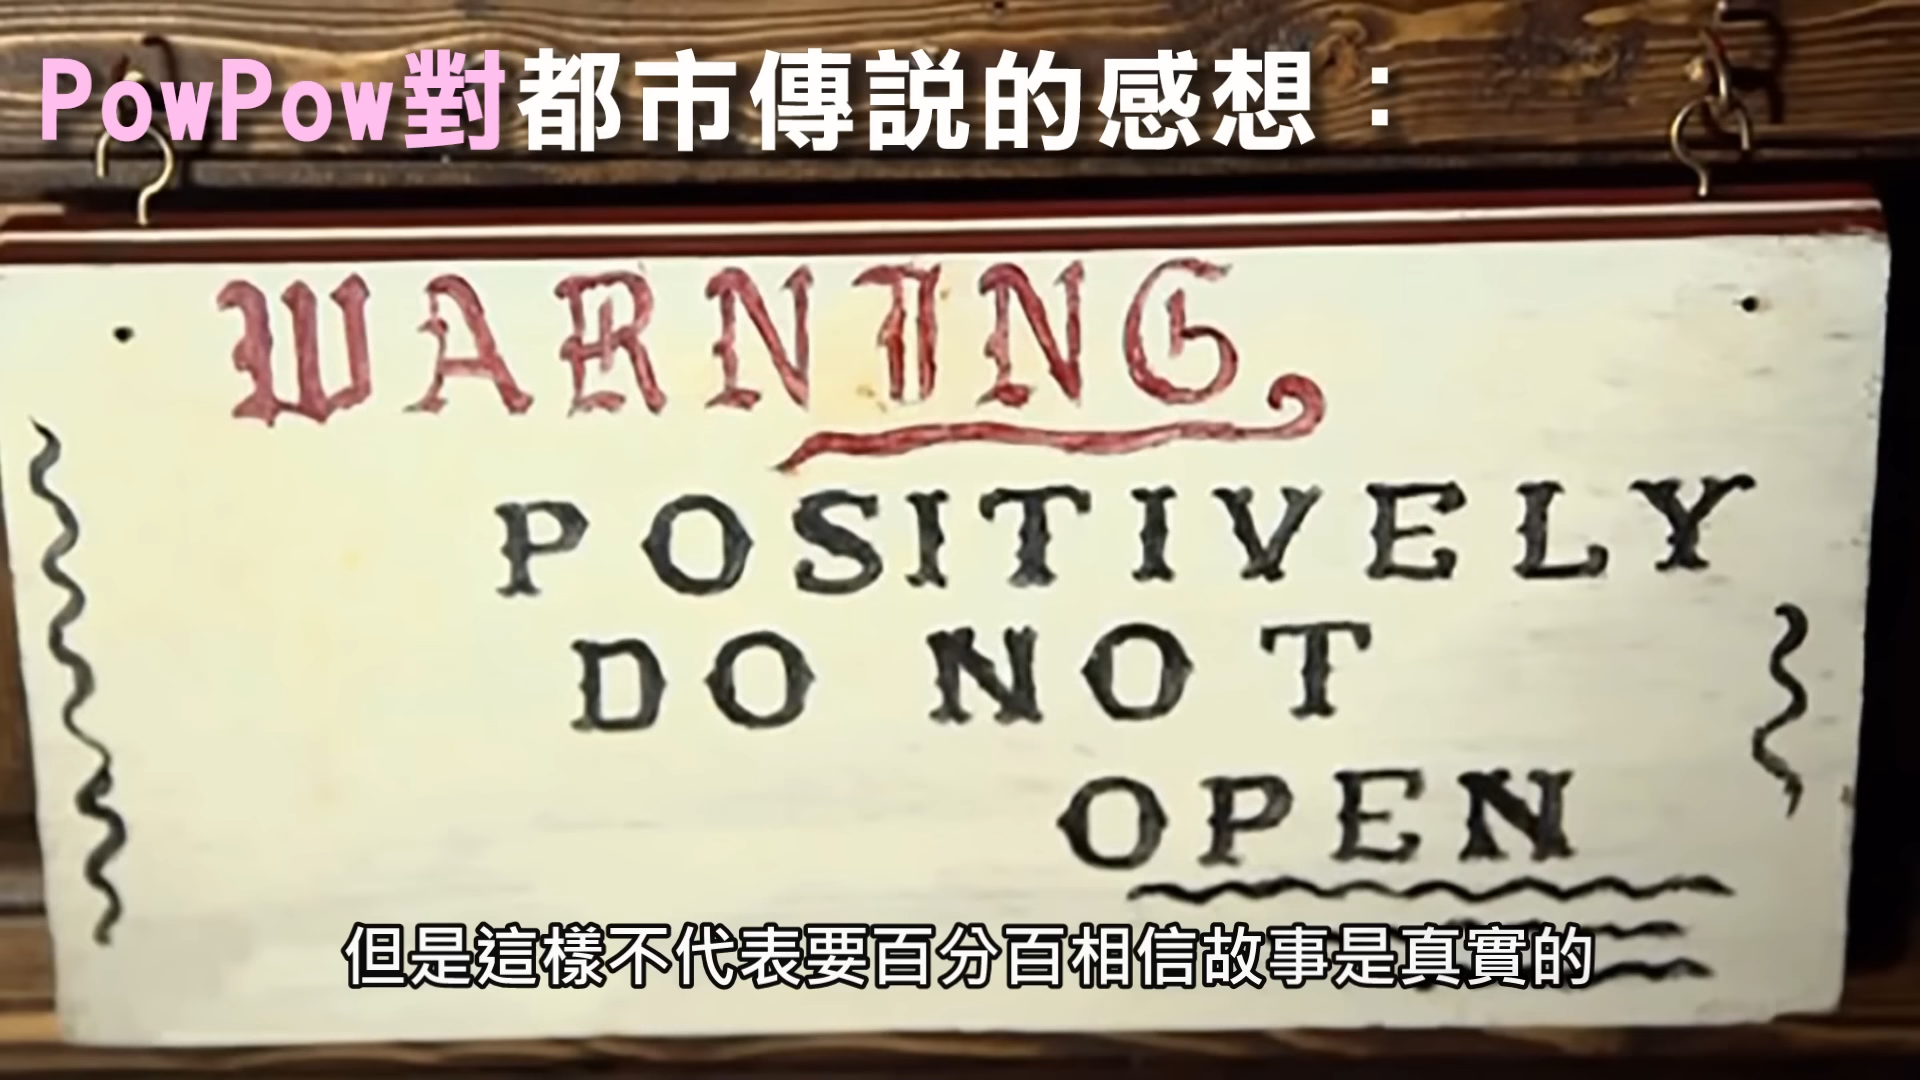 PowPow對都市傳説的感想：
WARNING
POSITIVELY
DO NOT
OPEN
但是這樣不代表要百分百相信故事是真實的